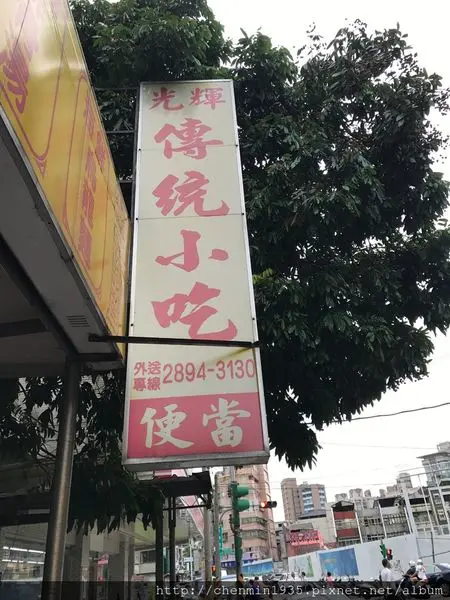 光輝
傳統小吃
外送
專線 2894-3130
便當
http://chenmin1935.pixnet.net/album